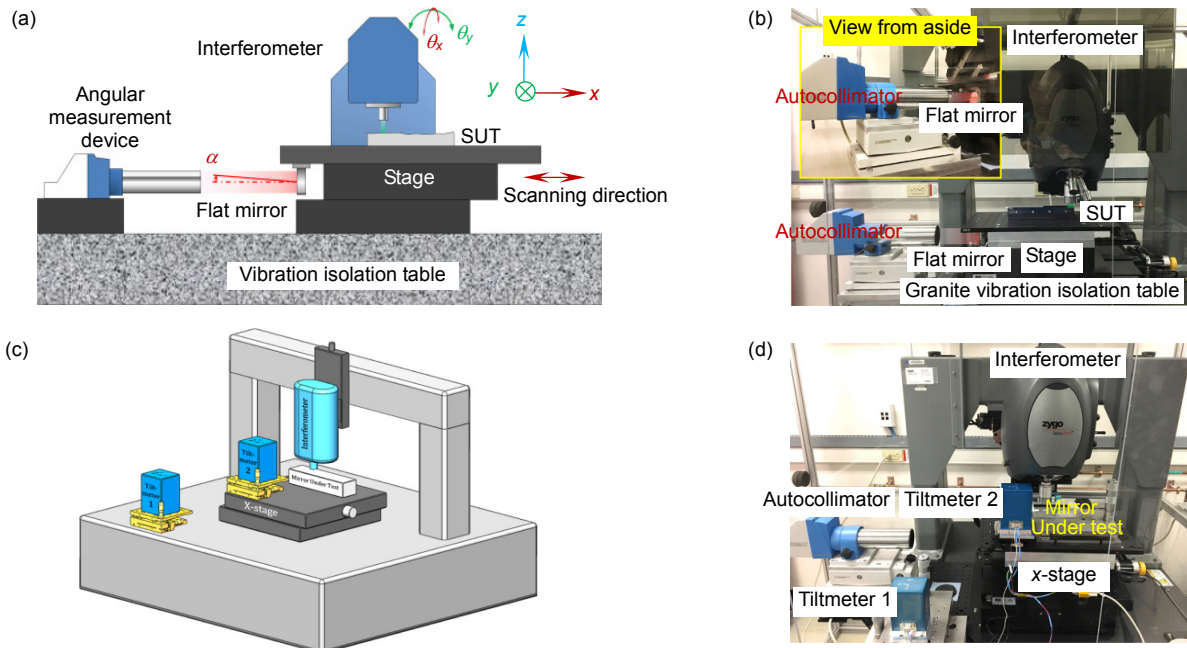 (a)
Interferometer
θx
θy
z
y
x
Angular
measurement
device
α
SUT
Stage
Flat mirror
Scanning direction
Vibration isolation table
(b)
View from aside
Interferometer
Autocollimator
Flat mirror
SUT
Autocollimator
Flat mirror
Stage
Granite vibration isolation table
zygo
(c)
Interferometer
Tilt-
meter
2
Tilt-
meter
1
Mirror Under Test
X-stage
(d)
Interferometer
zygo
Autocollimator
Tiltmeter 2
Mirror
Under test
x-stage
Tiltmeter 1